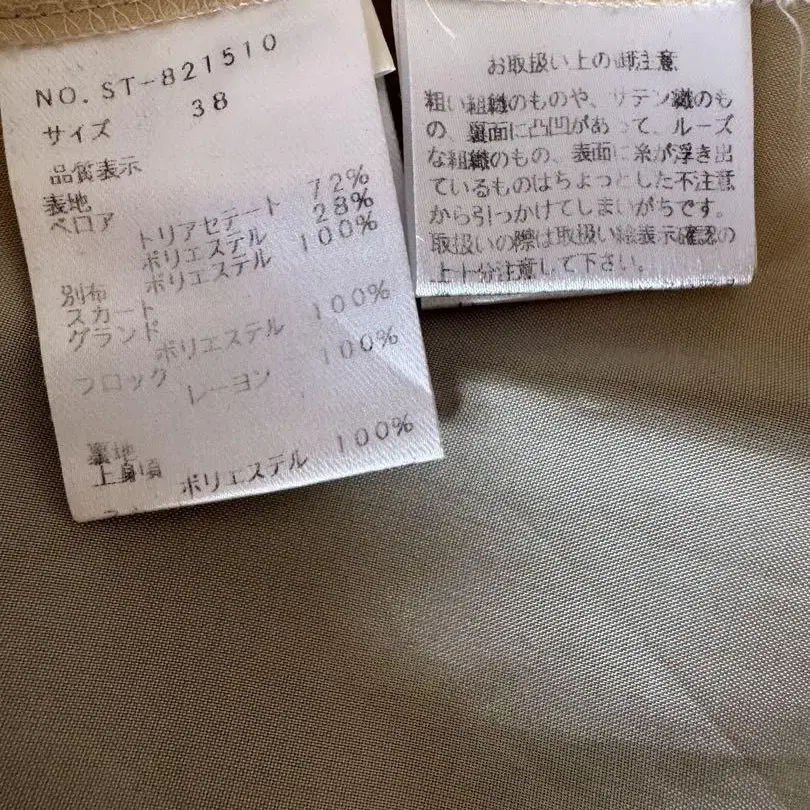 NO. ST-821510
サイズ 38
品質表示
表地
ベロア
トリアセテート 72%
ポリエステル 28%
ポリエステル 100%
別布
スカート
グランド
ポリエステル 100%
フロック
レーヨン 100%
裏地
上身頃
ポリエステル 100%
お取扱い上の御注意
粗い組織のものや、サテン織のも
の、裏面に凸凹があって、ルーズ
な組織のもの、表面に糸が浮き出
ているものはちょっとした不注意
から引っかけてしまいがちです。
取扱いの際は取扱い絵表示確認の
上十分注意して下さい。